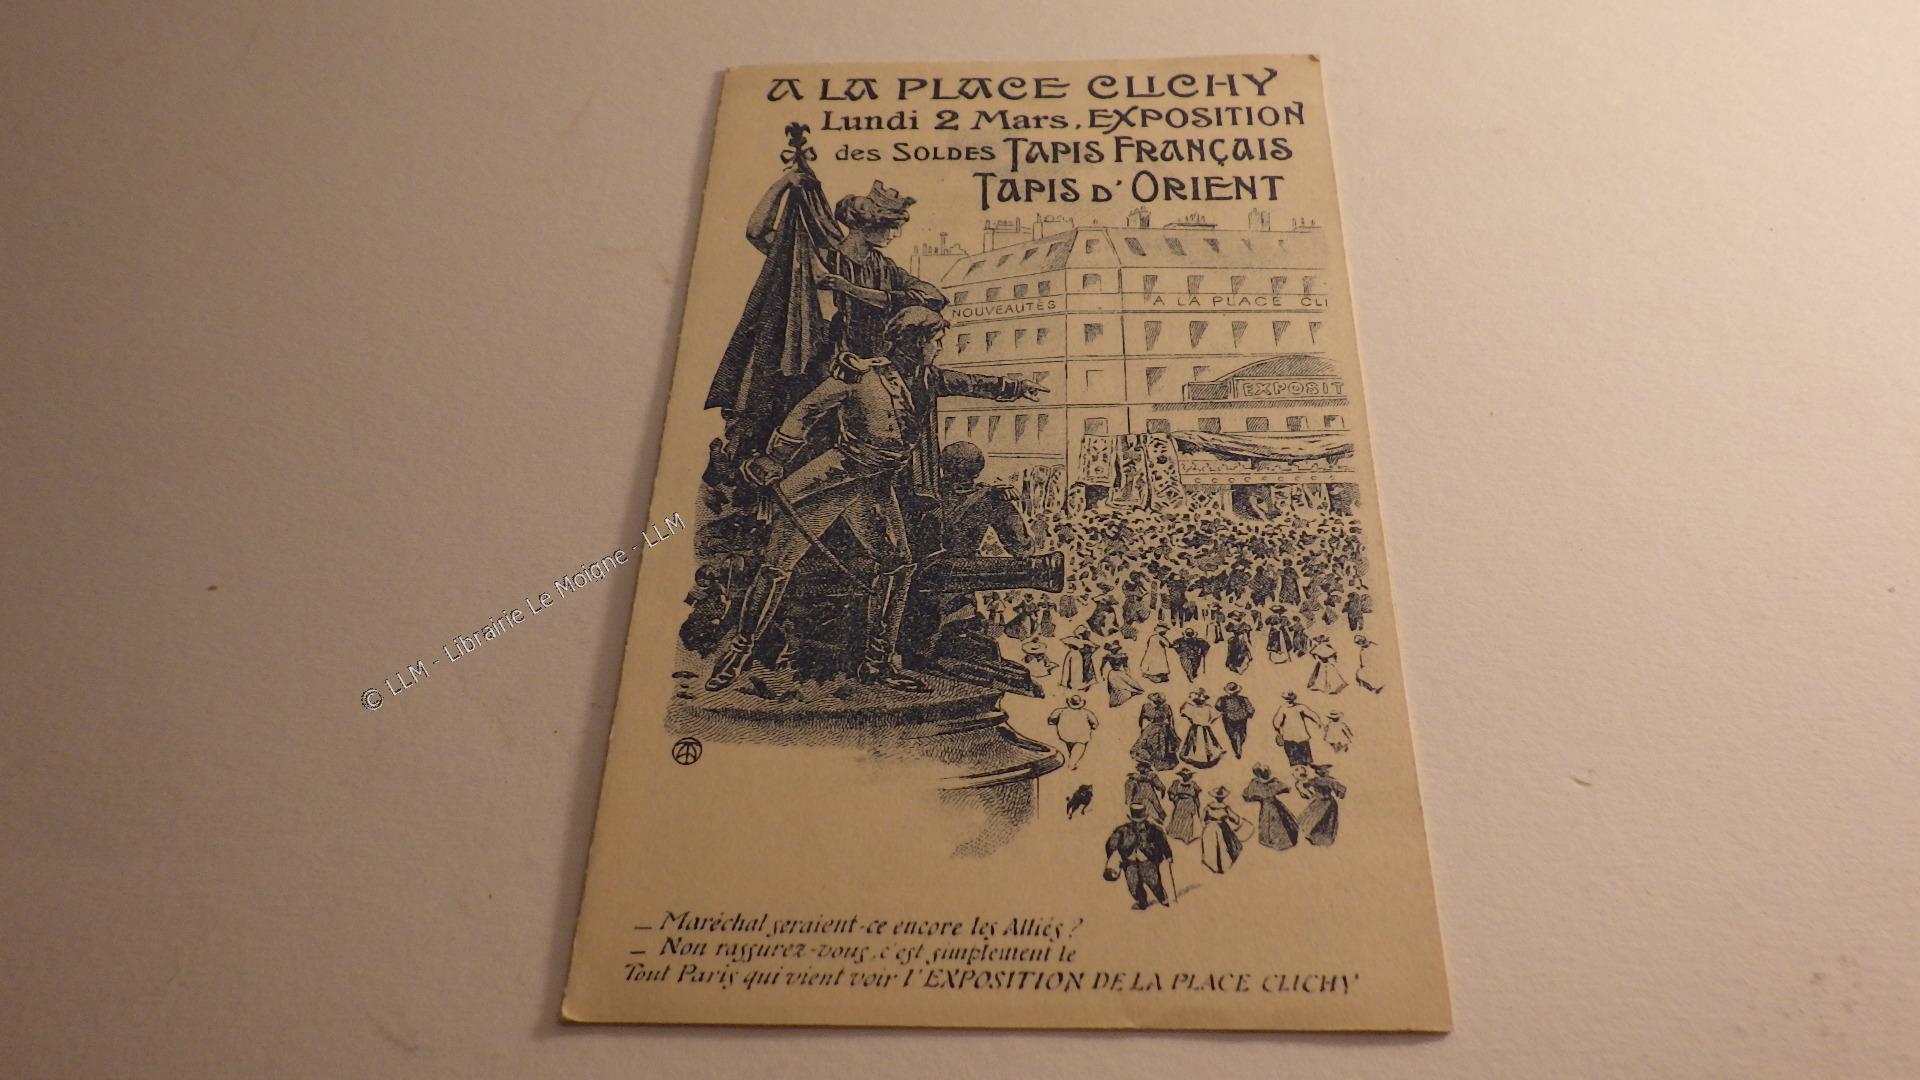 A LA PLACE CLICHY
Lundi 2 Mars, EXPOSITION
des SOLDES TAPIS FRANÇAIS
TAPIS D'ORIENT
NOUVEAUTÉS
A LA PLACE CLI
EXPOSIT
© LLM - Librairie Le Moigne - LLM
— Maréchal seraient-ce encore les Alliés ?
— Non rassurez-vous, c'est simplement le
Tout Paris qui vient voir l'EXPOSITION DE LA PLACE CLICHY